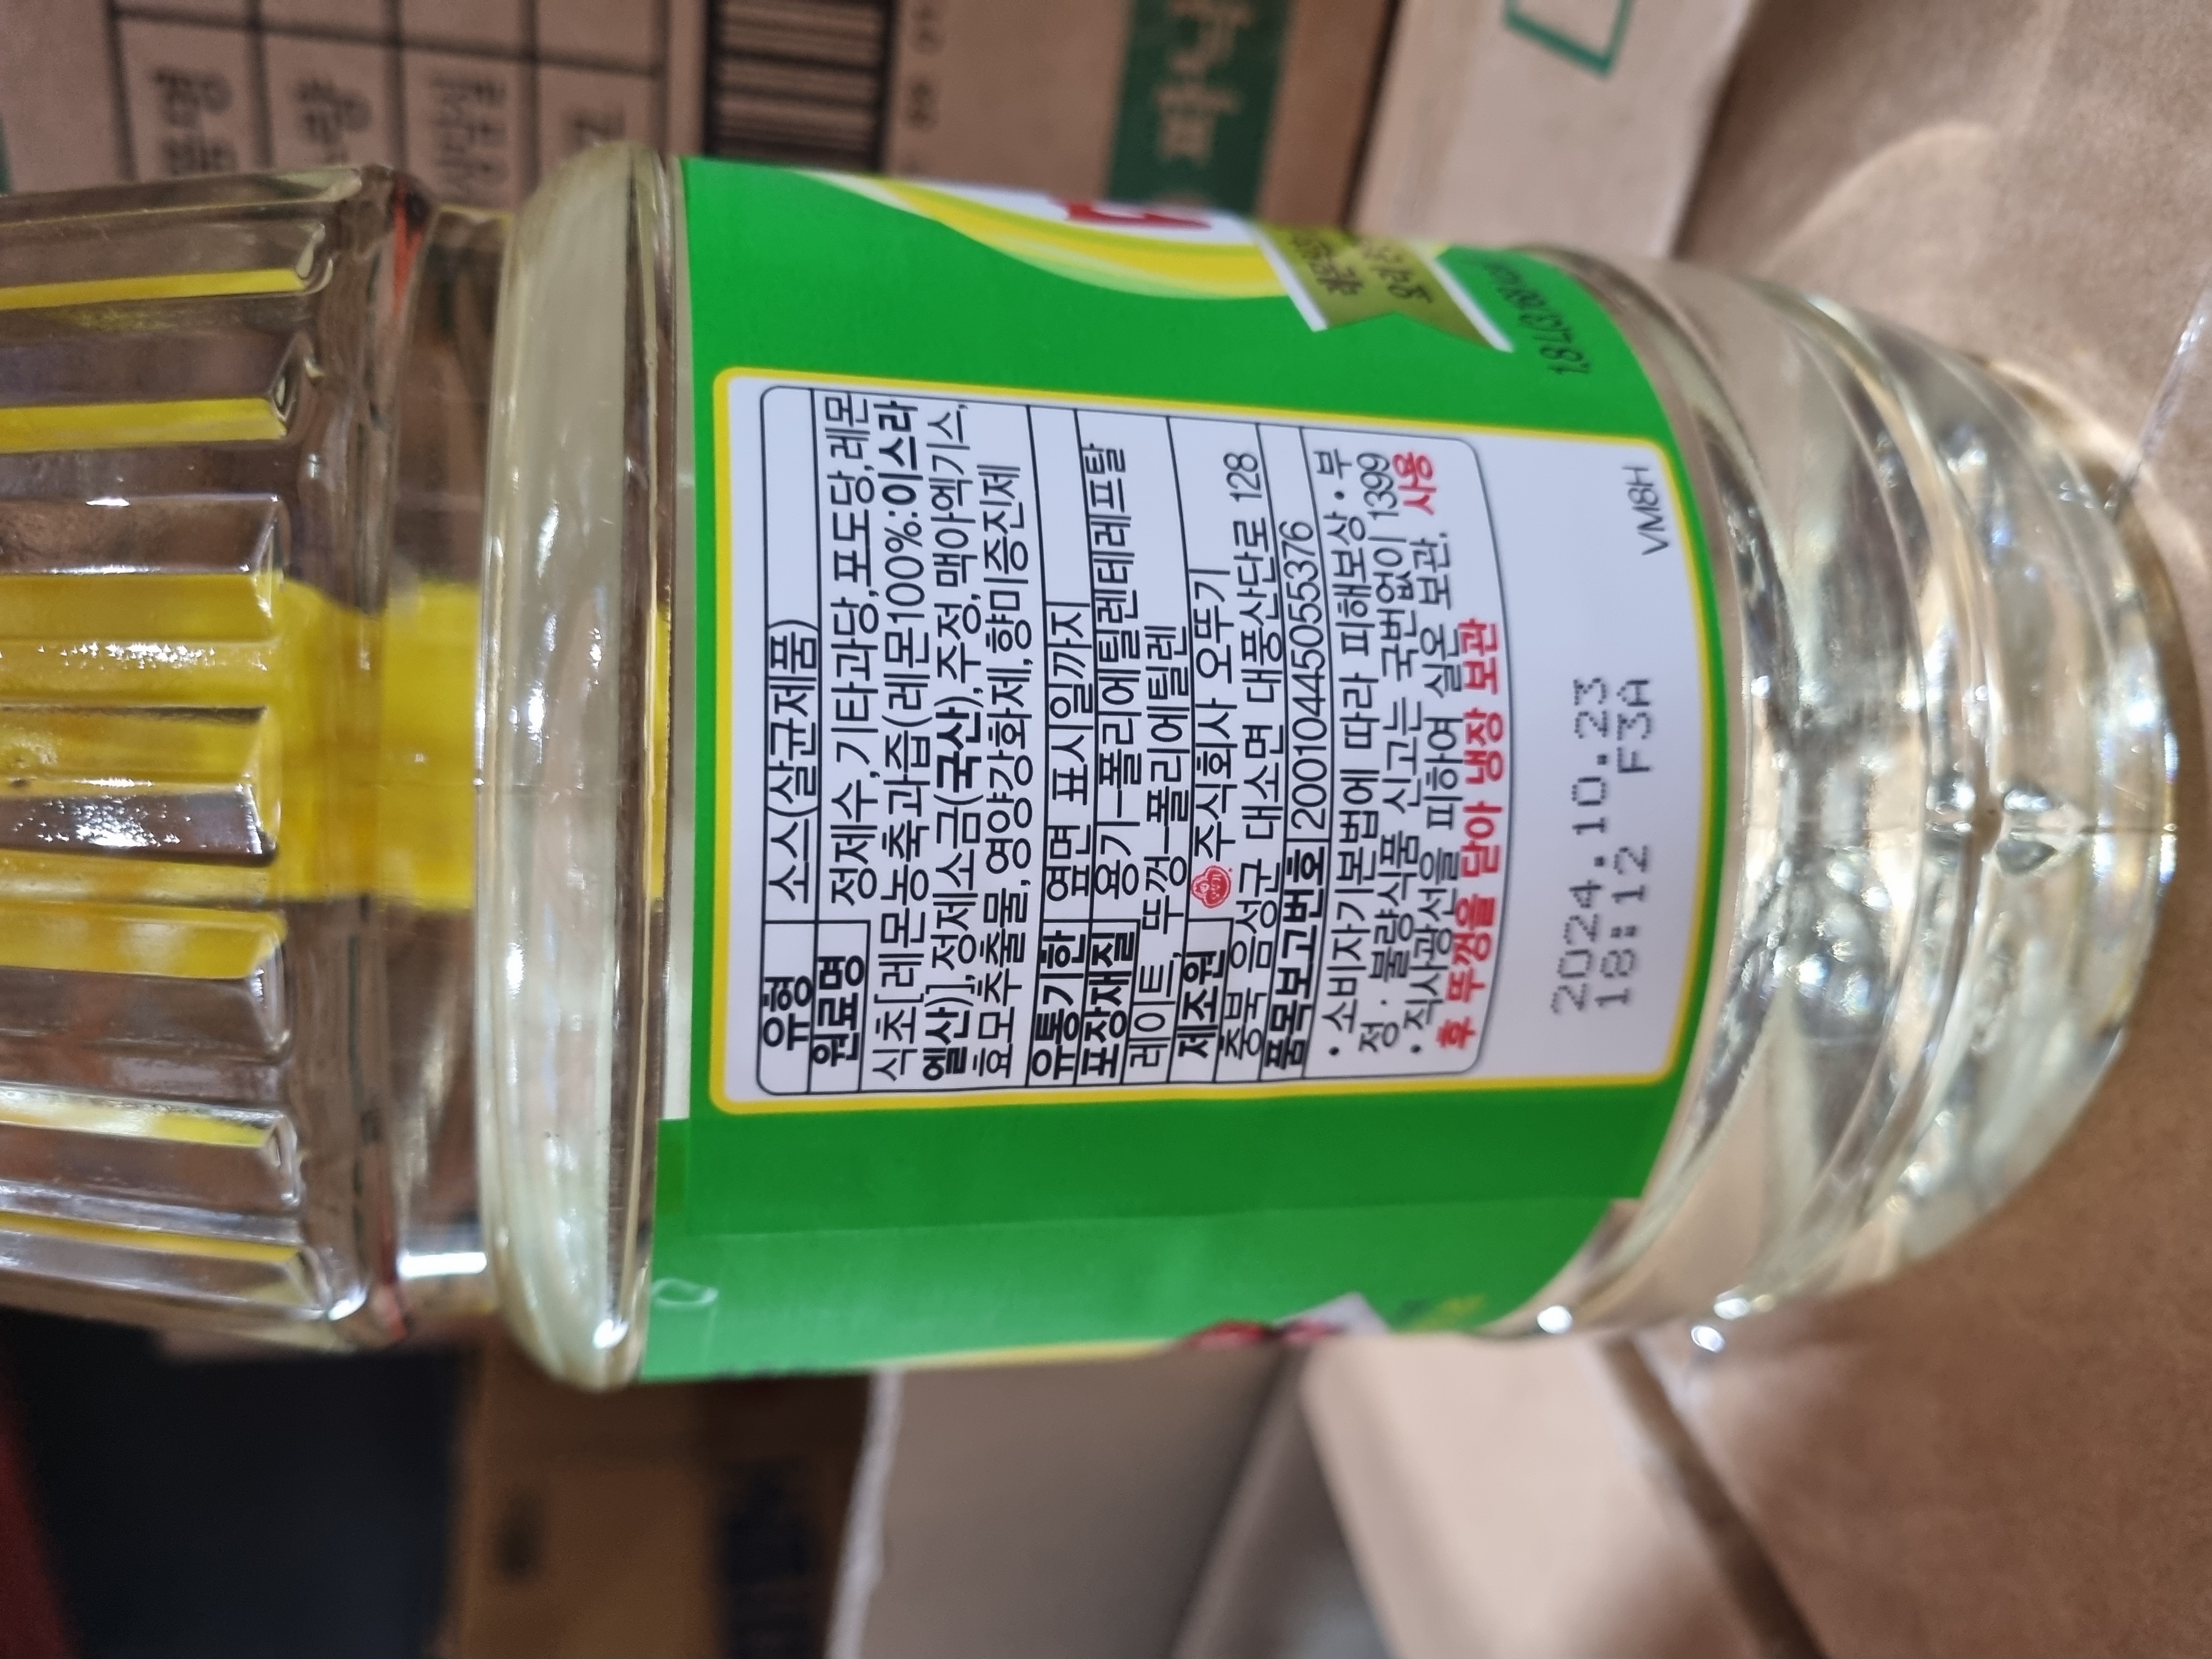 유형 소스(살균제품)
원료명 정제수,기타과당,포도당,레몬
식초[레몬농축과즙(레몬100%:이스라
엘산)],정제소금(국산),주정,맥아엑기스,
효모추출물,영양강화제,향미증진제
유통기한 옆면 표시일까지
포장재질 용기-폴리에틸렌테레프탈
레이트, 뚜껑-폴리에틸렌
제조원 주식회사 오뚜기
충북 음성군 대소면 대풍산단로 128
품목보고번호 20010445055376
• 소비자기본법에 따라 피해보상·부
정·불량식품 신고는 국번없이 1399
• 직사광선을 피하여 실온 보관, 사용
후 뚜껑을 닫아 냉장 보관
VM8H
2024.10.23
18:12 F3A
1.8 L